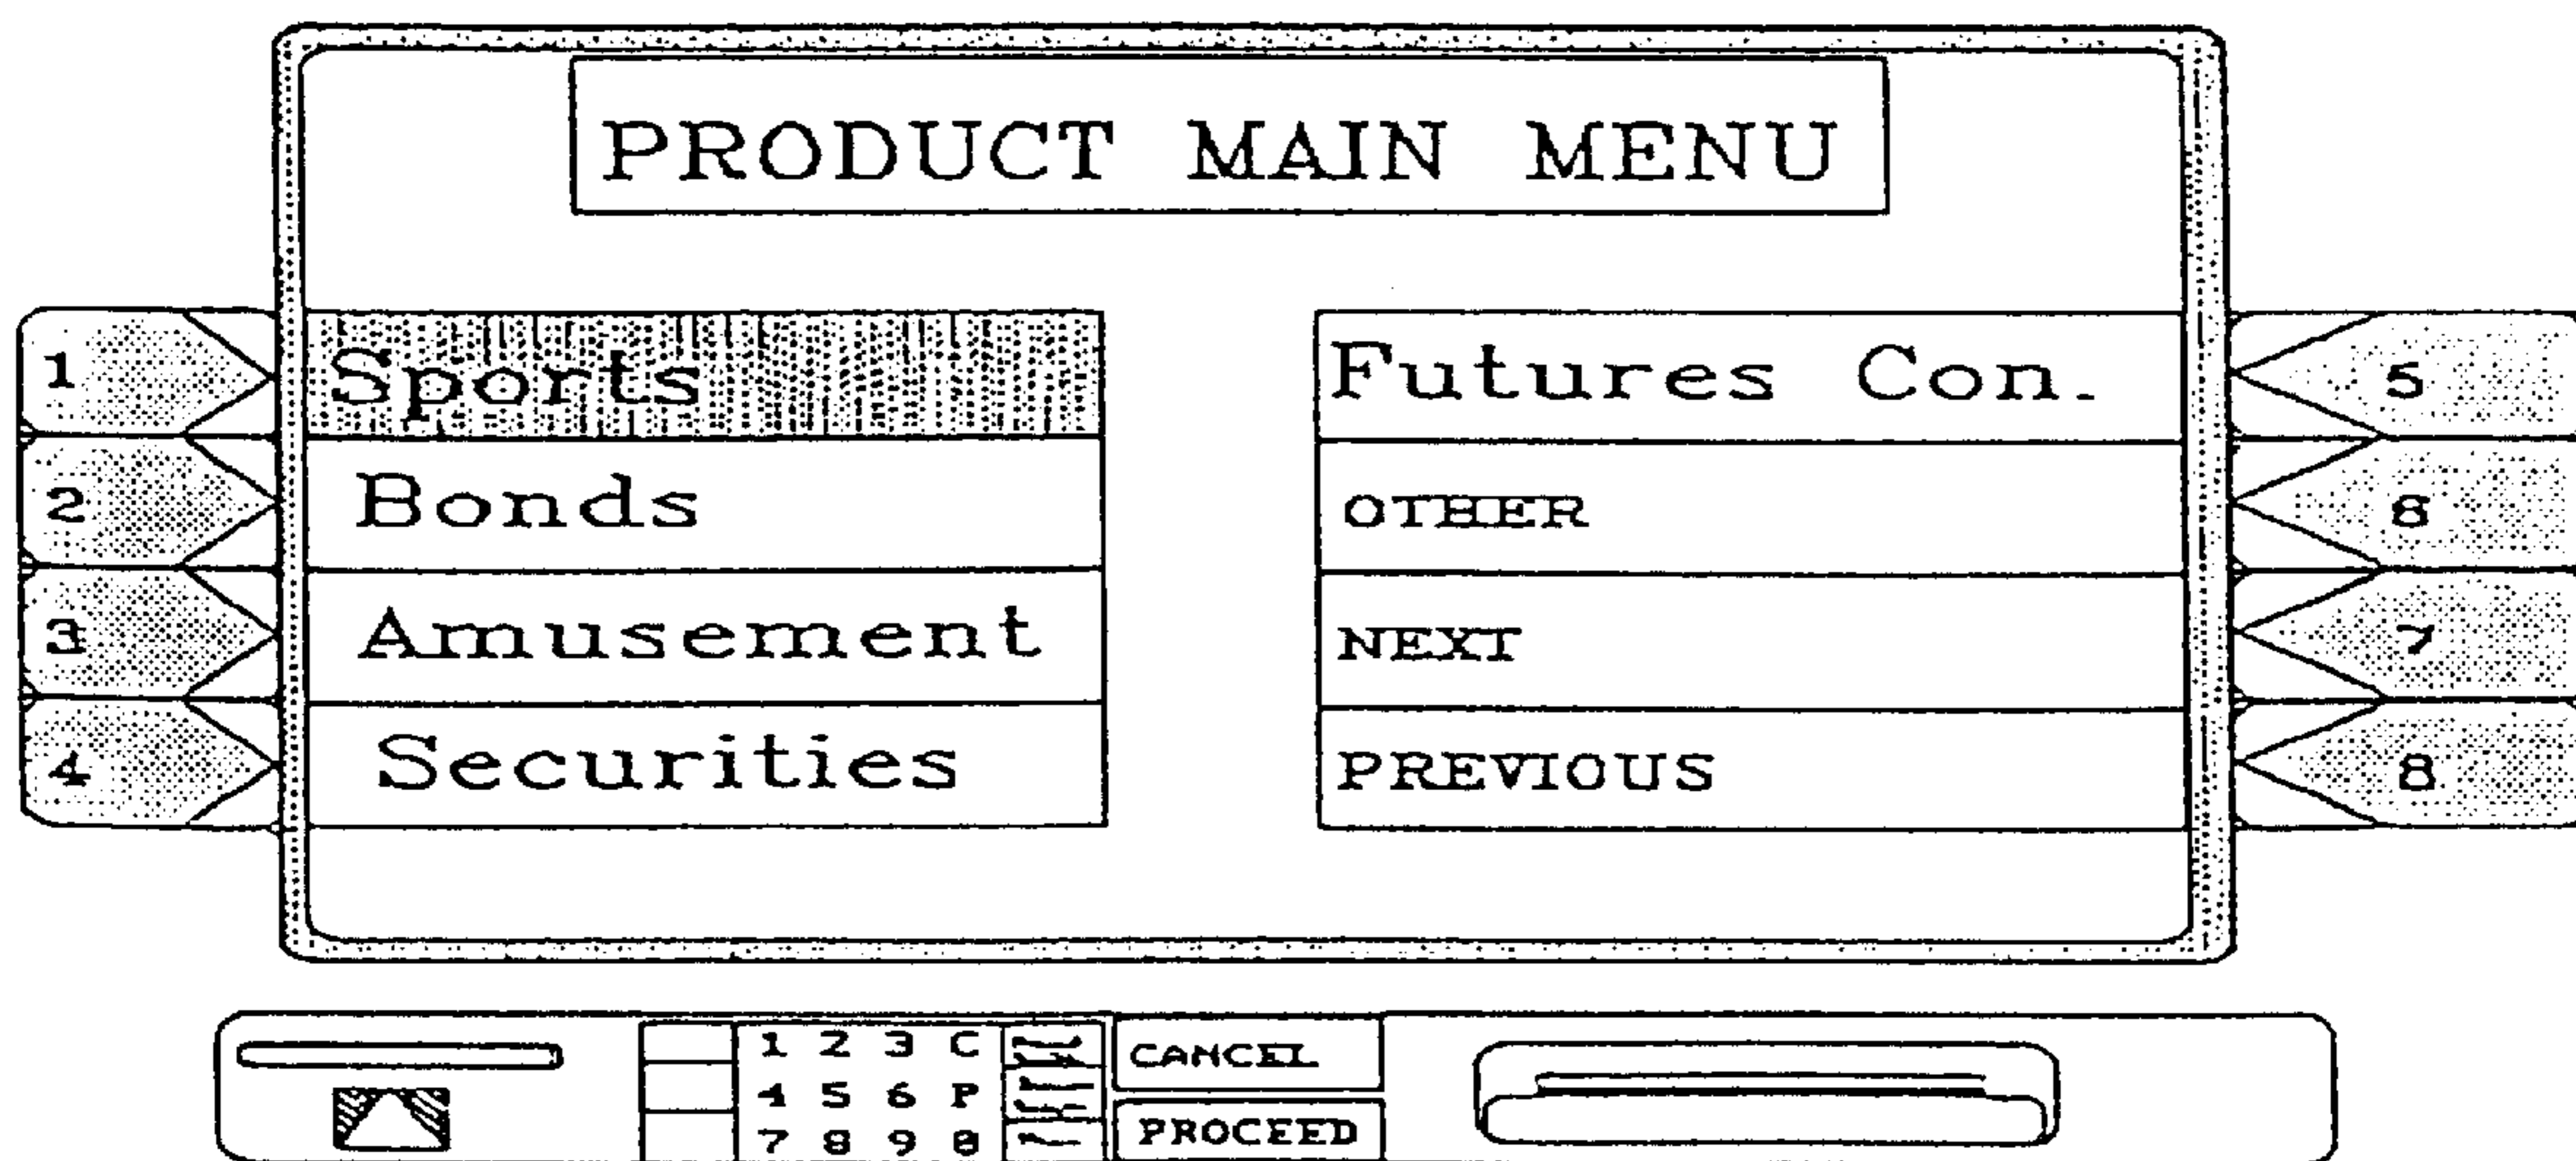 PRODUCT MAIN MENU
1 Sports Futures Con. 5
2 Bonds OTHER 8
3 Amusement NEXT 7
4 Securities PREVIOUS 8
1 2 3 C CANCEL
4 5 6 P
7 8 9 0 PROCEED